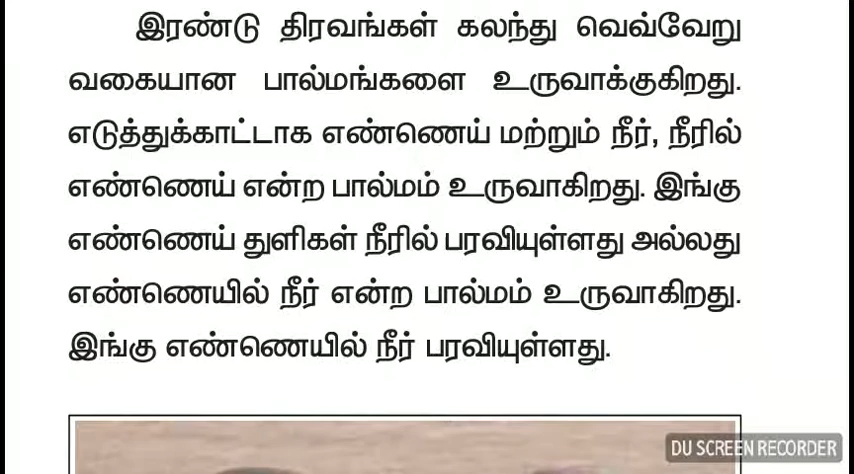 இரண்டு திரவங்கள் கலந்து வெவ்வேறு
வகையான பால்மங்களை உருவாக்குகிறது.
எடுத்துக்காட்டாக எண்ணெய் மற்றும் நீர், நீரில்
எண்ணெய் என்ற பால்மம் உருவாகிறது. இங்கு
எண்ணெய் துளிகள் நீரில் பரவியுள்ளது அல்லது
எண்ணெயில் நீர் என்ற பால்மம் உருவாகிறது.
இங்கு எண்ணெயில் நீர் பரவியுள்ளது.
DU SCREEN RECORDER